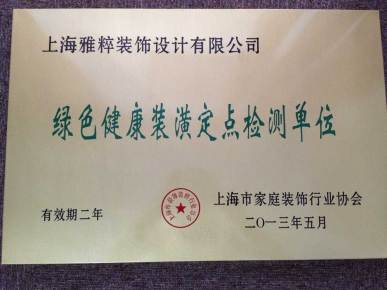 上海雅粹装饰设计有限公司
绿色健康装潢定点检测单位
有效期二年
上海市家庭装饰行业协会
二〇一三年五月